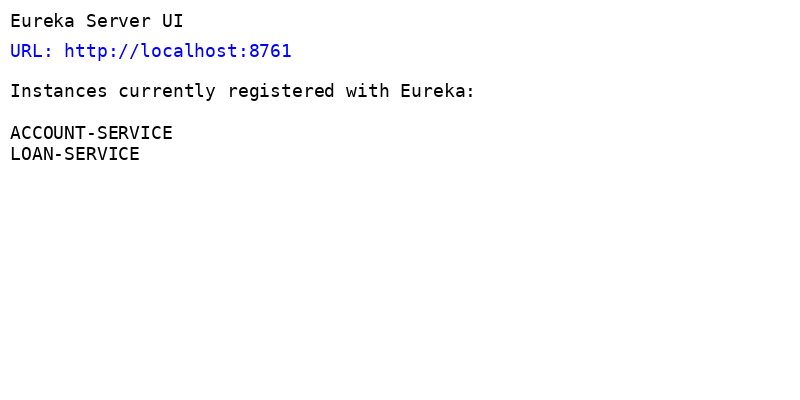 Eureka Server UI
URL: http://localhost:8761
Instances currently registered with Eureka:
ACCOUNT-SERVICE
LOAN-SERVICE